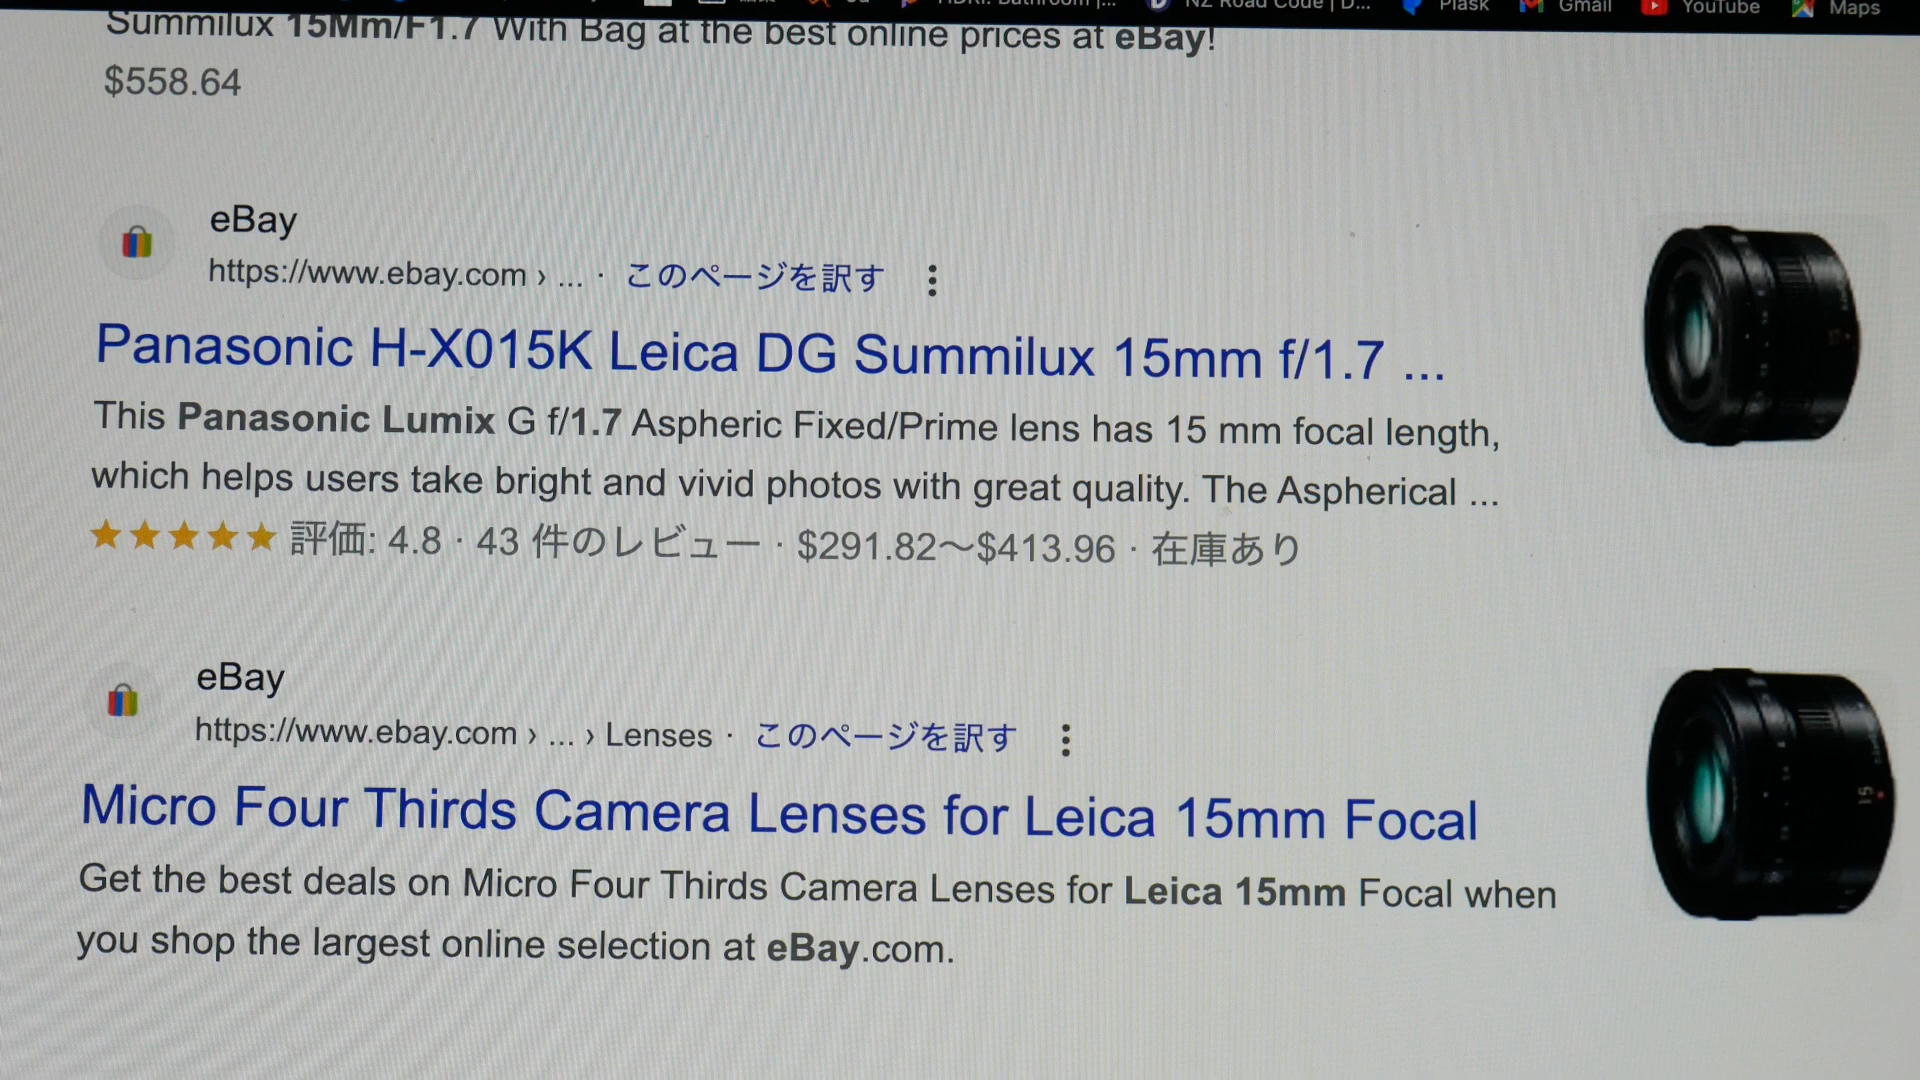 Plask Gmail YouTube Maps
Summilux 15Mm/F1.7 With Bag at the best online prices at eBay!
$558.64
eBay
https://www.ebay.com › ... · このページを訳す
Panasonic H-X015K Leica DG Summilux 15mm f/1.7 ...
This Panasonic Lumix G f/1.7 Aspheric Fixed/Prime lens has 15 mm focal length,
which helps users take bright and vivid photos with great quality. The Aspherical ...
評価: 4.8 · 43 件のレビュー · $291.82～$413.96 · 在庫あり
eBay
https://www.ebay.com › ... › Lenses · このページを訳す
Micro Four Thirds Camera Lenses for Leica 15mm Focal
15
Get the best deals on Micro Four Thirds Camera Lenses for Leica 15mm Focal when
you shop the largest online selection at eBay.com.